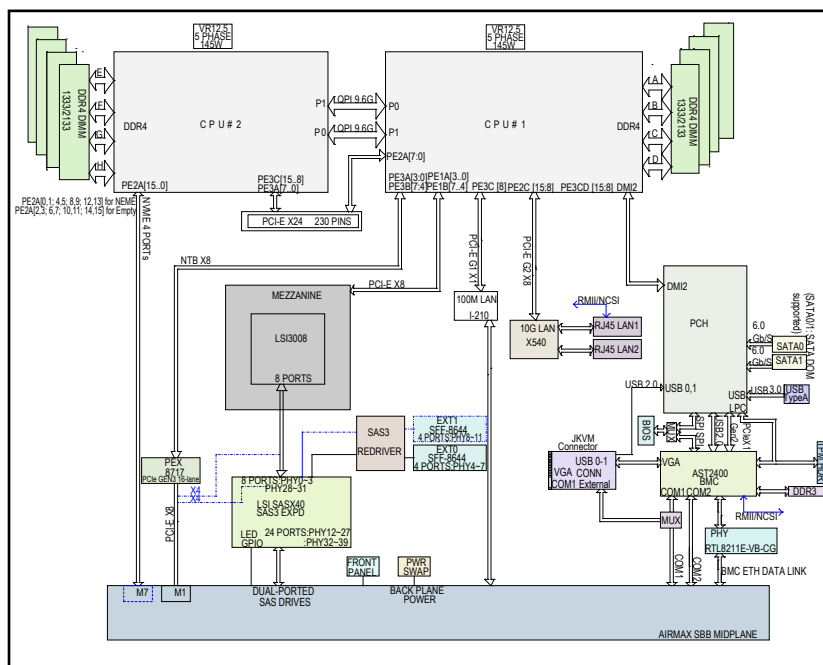 VR12.5
5 PHASE
145W
VR12.5
5 PHASE
145W
DDR4 DIMM
1333/2133
E
F
G
H
DDR4
CPU # 2
P1
P0
QPI 9.6G
QPI 9.6G
P0
P1
CPU # 1
DDR4
A
B
C
D
DDR4 DIMM
1333/2133
PE2A[15..0]
PE3C[15..8]
PE3A[7..0]
PE2A[7:0]
PE3A[3:0]
PE3B[7:4]
PE1A[3..0]
PE1B[7..4]
PE3C [8]
PE2C [15:8]
PE3CD [15:8]
DMI2
PE2A[0,1; 4,5; 8,9; 12,13] for NEME
PE2A[2,3; 6,7; 10,11; 14,15] for Empty
NVME 4 PORTs
PCI-E X24 230 PINS
NTB X8
PCI-E X8
PCI-E G1 X1
PCI-E G2 X8
MEZZANINE
LSI3008
8 PORTS
100M LAN
I-210
10G LAN
X540
RMII/NCSI
RJ45 LAN1
RJ45 LAN2
DMI2
PCH
6.0
Gb/S
6.0
Gb/S
SATA0
SATA1
(SATA0/1: SATA DOM
supported)
USB 2.0
USB 0,1
USB
USB3.0
USB
TypeA
LPC
SPI
SPI
USB2.0
Gen2
PCIeX1
BIOS
MUX
SAS3
REDRIVER
EXT1
SFF-8644
4 PORTS:PHY8~11
EXT0
SFF-8644
4 PORTS:PHY4~7
JKVM
Connector
USB 0-1
VGA CONN
COM1 External
VGA
AST2400
BMC
COM1 COM2
DDR3
RMII/NCSI
MUX
PHY
RTL8211E-VB-CG
BMC ETH DATA LINK
COM1
COM2
PEX
8717
PCIe GEN3 16-lane
X4
X4
PCI-E X8
8 PORTS:PHY0~3
PHY28~31
LSI SASX40
SAS3 EXPD
24 PORTS:PHY12~27
:PHY32~39
LED
GPIO
FRONT
PANEL
PWR
SWAP
M7
M1
DUAL-PORTED
SAS DRIVES
BACK PLANE
POWER
AIRMAX SBB MIDPLANE